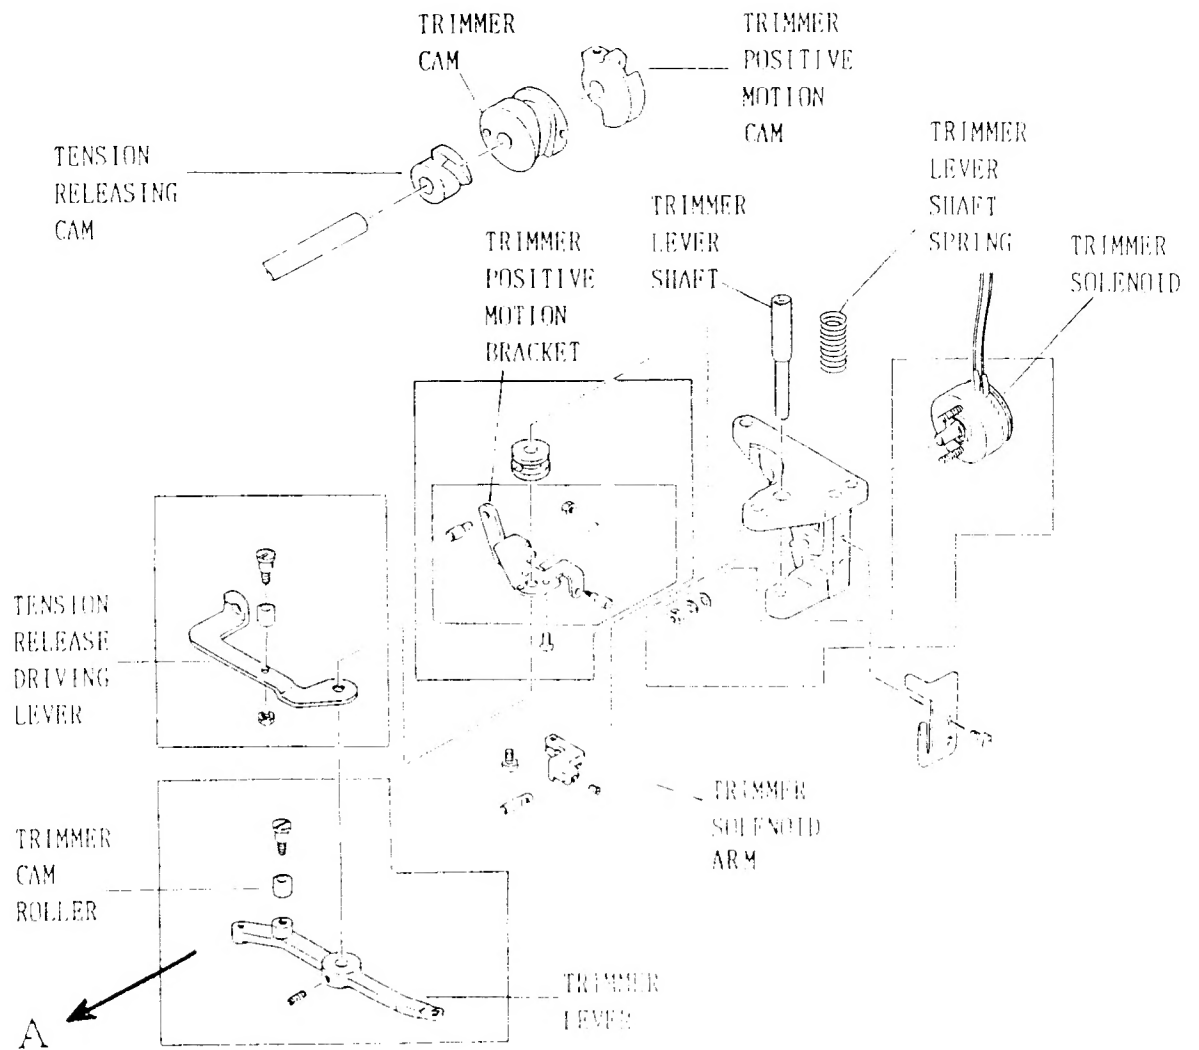 TRIMMER
CAM
TRIMMER
POSITIVE
MOTION
CAM
TENSION
RELEASING
CAM
TRIMMER
LEVER
SHAFT
SPRING
TRIMMER
LEVER
SHAFT
TRIMMER
POSITIVE
MOTION
BRACKET
TRIMMER
SOLENOID
TENSION
RELEASE
DRIVING
LEVER
TRIMMER
SOLENOID
ARM
TRIMMER
CAM
ROLLER
TRIMMER
LEVER
A